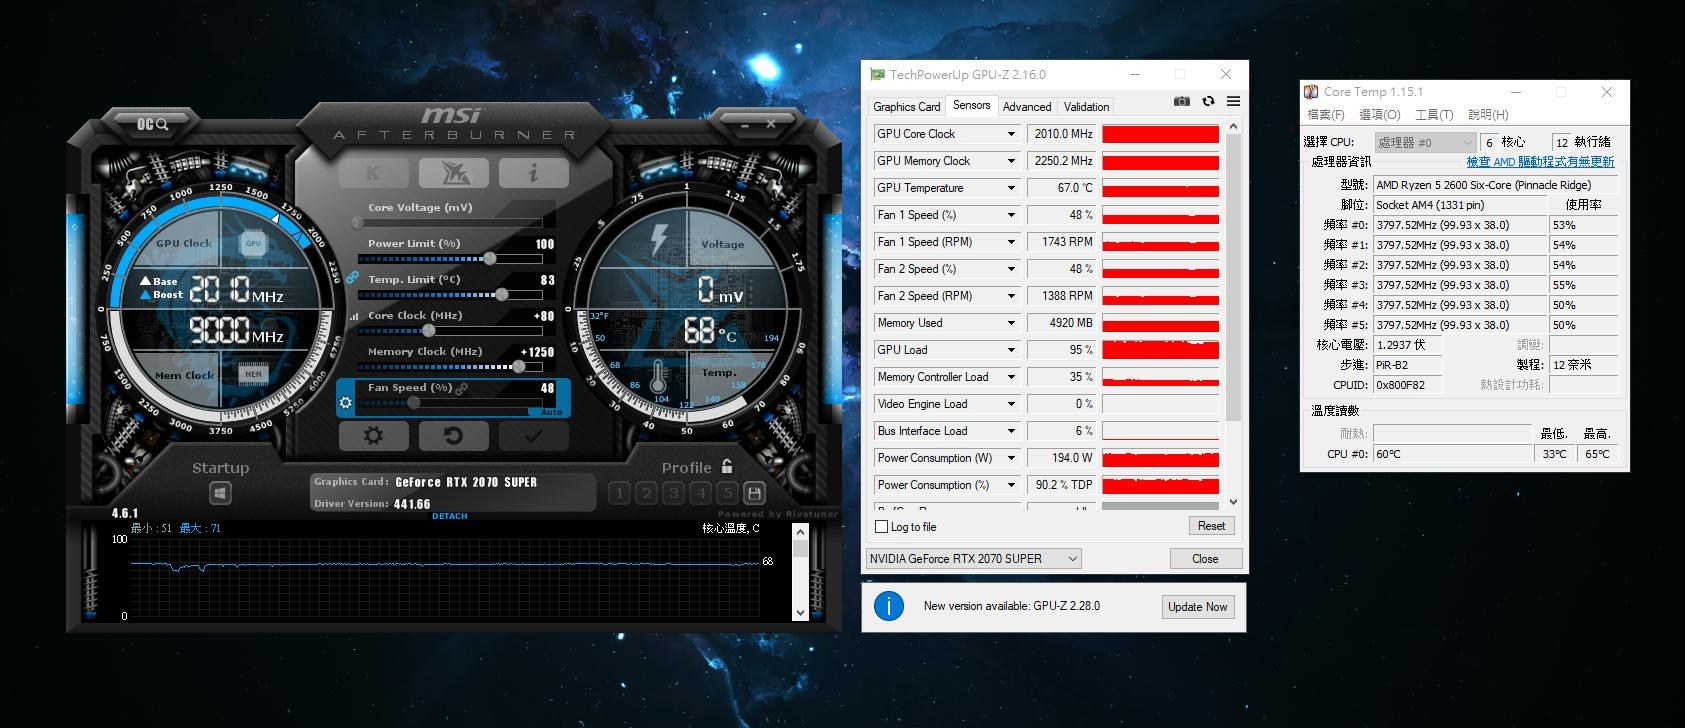 OC
msi
AFTERBURNER
K
i
Core Voltage (mV)
Power Limit (%) 100
Temp. Limit (°C) 83
Core Clock (MHz) +80
Memory Clock (MHz) +1250
Fan Speed (%) 48
Auto
0 250 500 750 1000 1250 1500 1750 2000 2250
GPU Clock
GPU
Base
Boost
2010 MHz
9000 MHz
Mem Clock
MEM
750 1500 2250 3000 3750 4500 5250 6000 6750
0 .25 .5 .75 1 1.25 1.5 1.75
Voltage
0 mV
68 °C
Temp.
32°F 50 68 86 104 122 140 158 176 194
10 20 30 40 50 60 70 80 90
Startup
Profile
1 2 3 4 5
Graphics Card: GeForce RTX 2070 SUPER
Driver Version: 441.66
4.6.1
DETACH
Powered by Rivatuner
最小 : 51 最大 : 71
核心溫度, C
100
68
0
TechPowerUp GPU-Z 2.16.0
Graphics Card Sensors Advanced Validation
GPU Core Clock 2010.0 MHz
GPU Memory Clock 2250.2 MHz
GPU Temperature 67.0 °C
Fan 1 Speed (%) 48 %
Fan 1 Speed (RPM) 1743 RPM
Fan 2 Speed (%) 48 %
Fan 2 Speed (RPM) 1388 RPM
Memory Used 4920 MB
GPU Load 95 %
Memory Controller Load 35 %
Video Engine Load 0 %
Bus Interface Load 6 %
Power Consumption (W) 194.0 W
Power Consumption (%) 90.2 % TDP
Log to file
Reset
NVIDIA GeForce RTX 2070 SUPER
Close
New version available: GPU-Z 2.28.0
Update Now
Core Temp 1.15.1
檔案(F) 選項(O) 工具(T) 說明(H)
選擇 CPU: 處理器 #0 6 核心 12 執行緒
處理器資訊 檢查 AMD 驅動程式有無更新
型號: AMD Ryzen 5 2600 Six-Core (Pinnacle Ridge)
腳位: Socket AM4 (1331 pin) 使用率
頻率 #0: 3797.52MHz (99.93 x 38.0) 53%
頻率 #1: 3797.52MHz (99.93 x 38.0) 54%
頻率 #2: 3797.52MHz (99.93 x 38.0) 54%
頻率 #3: 3797.52MHz (99.93 x 38.0) 55%
頻率 #4: 3797.52MHz (99.93 x 38.0) 50%
頻率 #5: 3797.52MHz (99.93 x 38.0) 50%
核心電壓: 1.2937 伏 調變:
步進: PiR-B2 製程: 12 奈米
CPUID: 0x800F82 熱設計功耗:
溫度讀數
耐熱: 最低. 最高.
CPU #0: 60°C 33°C 65°C